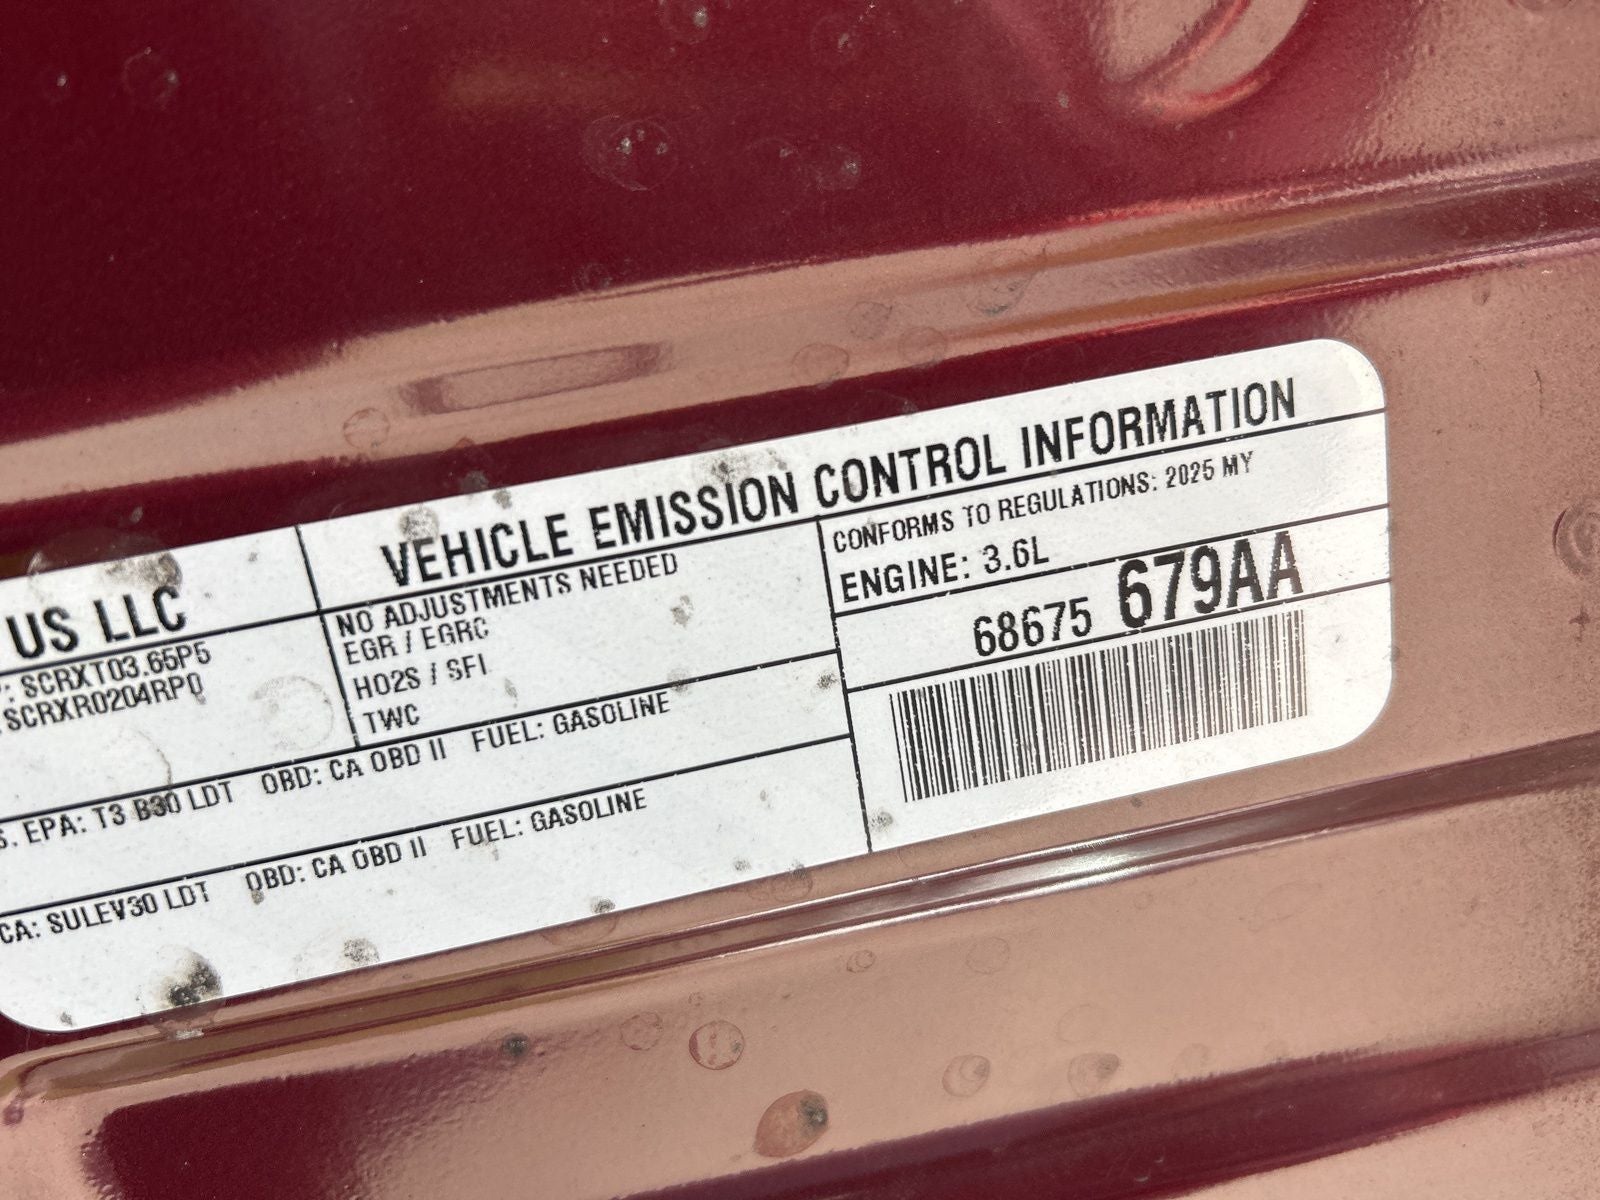 US LLC
VEHICLE EMISSION CONTROL INFORMATION
: SCRXT03.65P5
SCRXR0204RP0
NO ADJUSTMENTS NEEDED
EGR / EGRC
HO2S / SFI
TWC
CONFORMS TO REGULATIONS: 2025 MY
ENGINE: 3.6L
68675 679AA
S. EPA: T3 B30 LDT OBD: CA OBD II FUEL: GASOLINE
CA: SULEV30 LDT OBD: CA OBD II FUEL: GASOLINE